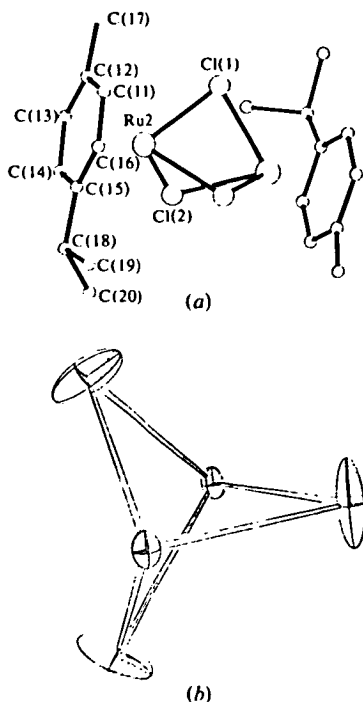 C(17)
C(12)
Cl(1)
C(11)
C(13)
Ru2
C(16)
C(14)
C(15)
Cl(2)
C(18)
C(19)
C(20)
(a)
(b)